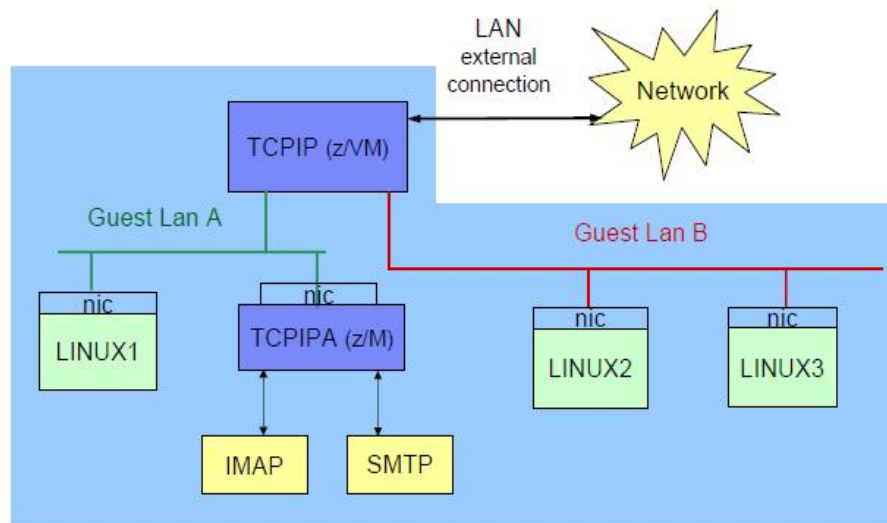 LAN
external
connection
Network
TCPIP (z/VM)
Guest Lan A
Guest Lan B
nic
LINUX1
nic
TCPIPA (z/M)
nic
LINUX2
nic
LINUX3
IMAP
SMTP